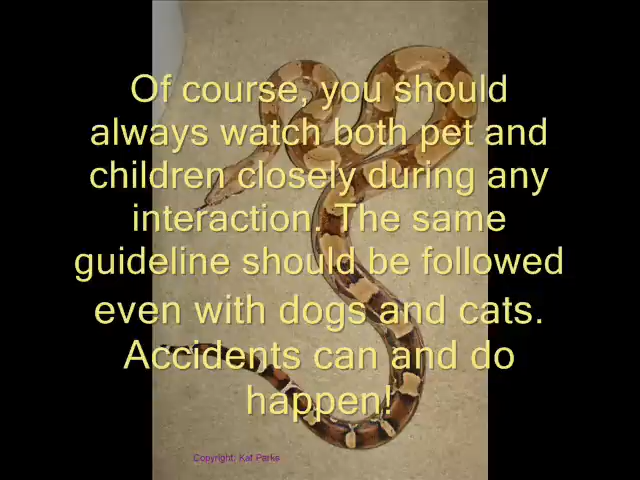 Of course, you should
always watch both pet and
children closely during any
interaction. The same
guideline should be followed
even with dogs and cats.
Accidents can and do
happen!
Copyright: Kat Parks